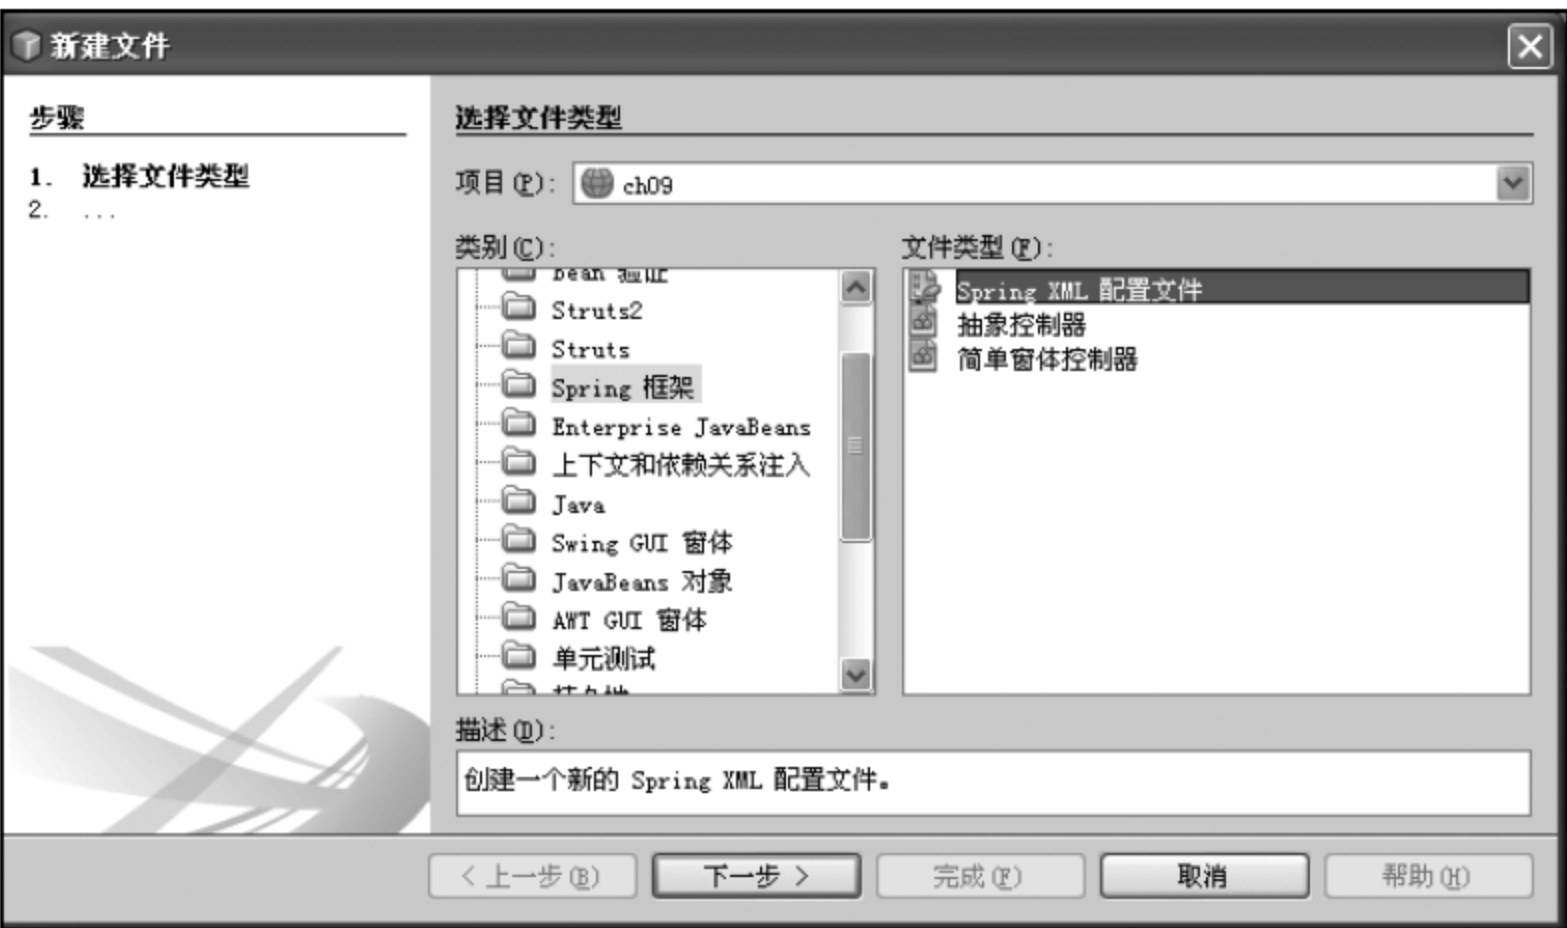 新建文件
步骤
1. 选择文件类型
2. ...
选择文件类型
项目(P):
ch09
类别(C):
bean 验证
Struts2
Struts
Spring 框架
Enterprise JavaBeans
上下文和依赖关系注入
Java
Swing GUI 窗体
JavaBeans 对象
AWT GUI 窗体
单元测试
文件类型(F):
Spring XML 配置文件
抽象控制器
简单窗体控制器
描述(D):
创建一个新的 Spring XML 配置文件。
< 上一步(B)
下一步 >
完成(F)
取消
帮助(H)